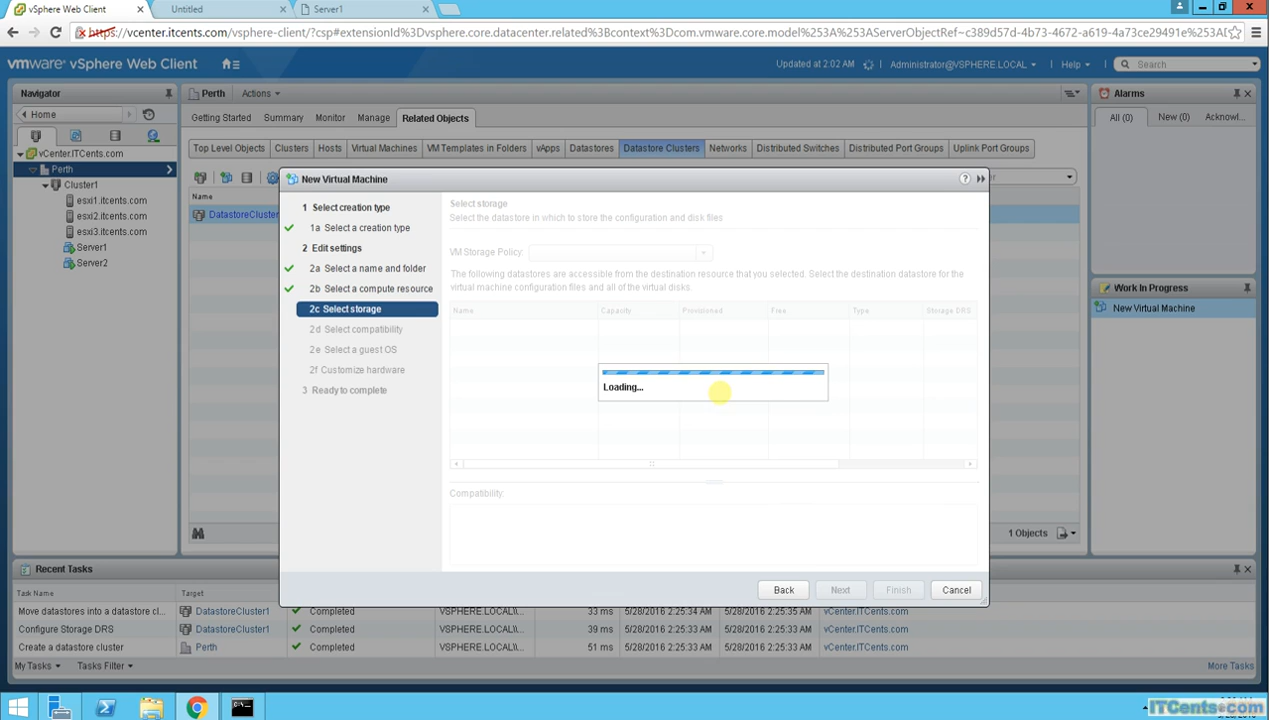 vSphere Web Client
Untitled
Server1
https://vcenter.itcents.com/vsphere-client/?csp#extensionId%3Dvsphere.core.datacenter.related%3Bcontext%3Dcom.vmware.core.model%253A%253AServerObjectRef~c389d57d-4b73-4672-a619-4a73ce29491e%253AD
vmware® vSphere Web Client
Updated at 2:02 AM
Administrator@VSPHERE.LOCAL
Help
Search
Navigator
Home
vCenter.ITCents.com
Perth
Cluster1
esxi1.itcents.com
esxi2.itcents.com
esxi3.itcents.com
Server1
Server2
Perth
Actions
Getting Started
Summary
Monitor
Manage
Related Objects
Top Level Objects
Clusters
Hosts
Virtual Machines
VM Templates in Folders
vApps
Datastores
Datastore Clusters
Networks
Distributed Switches
Distributed Port Groups
Uplink Port Groups
Name
DatastoreCluster
1 Objects
New Virtual Machine
1 Select creation type
1a Select a creation type
2 Edit settings
2a Select a name and folder
2b Select a compute resource
2c Select storage
2d Select compatibility
2e Select a guest OS
2f Customize hardware
3 Ready to complete
Select storage
Select the datastore in which to store the configuration and disk files
VM Storage Policy:
The following datastores are accessible from the destination resource that you selected. Select the destination datastore for the
virtual machine configuration files and all of the virtual disks.
Name Capacity Provisioned Free Type Storage DRS
Loading...
Compatibility:
Back
Next
Finish
Cancel
Alarms
All (0)
New (0)
Acknowl...
Work In Progress
New Virtual Machine
Recent Tasks
Task Name Target
Move datastores into a datastore cl... DatastoreCluster1 Completed VSPHERE.LOCAL\\... 33 ms 5/28/2016 2:25:34 AM 5/28/2016 2:25:35 AM vCenter.ITCents.com
Configure Storage DRS DatastoreCluster1 Completed VSPHERE.LOCAL\\... 39 ms 5/28/2016 2:25:33 AM 5/28/2016 2:25:33 AM vCenter.ITCents.com
Create a datastore cluster Perth Completed VSPHERE.LOCAL\\... 51 ms 5/28/2016 2:25:33 AM 5/28/2016 2:25:33 AM vCenter.ITCents.com
My Tasks
Tasks Filter
More Tasks
ITCents.com